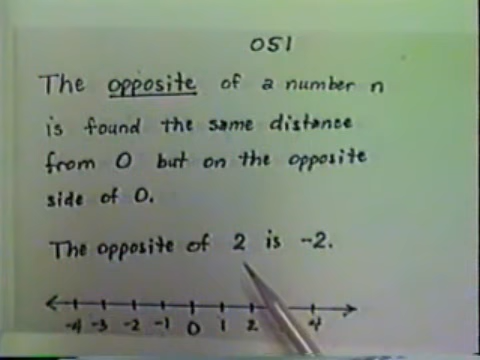 051
The opposite of a number n
is found the same distance
from 0 but on the opposite
side of 0.
The opposite of 2 is -2.
-4 -3 -2 -1 0 1 2 4